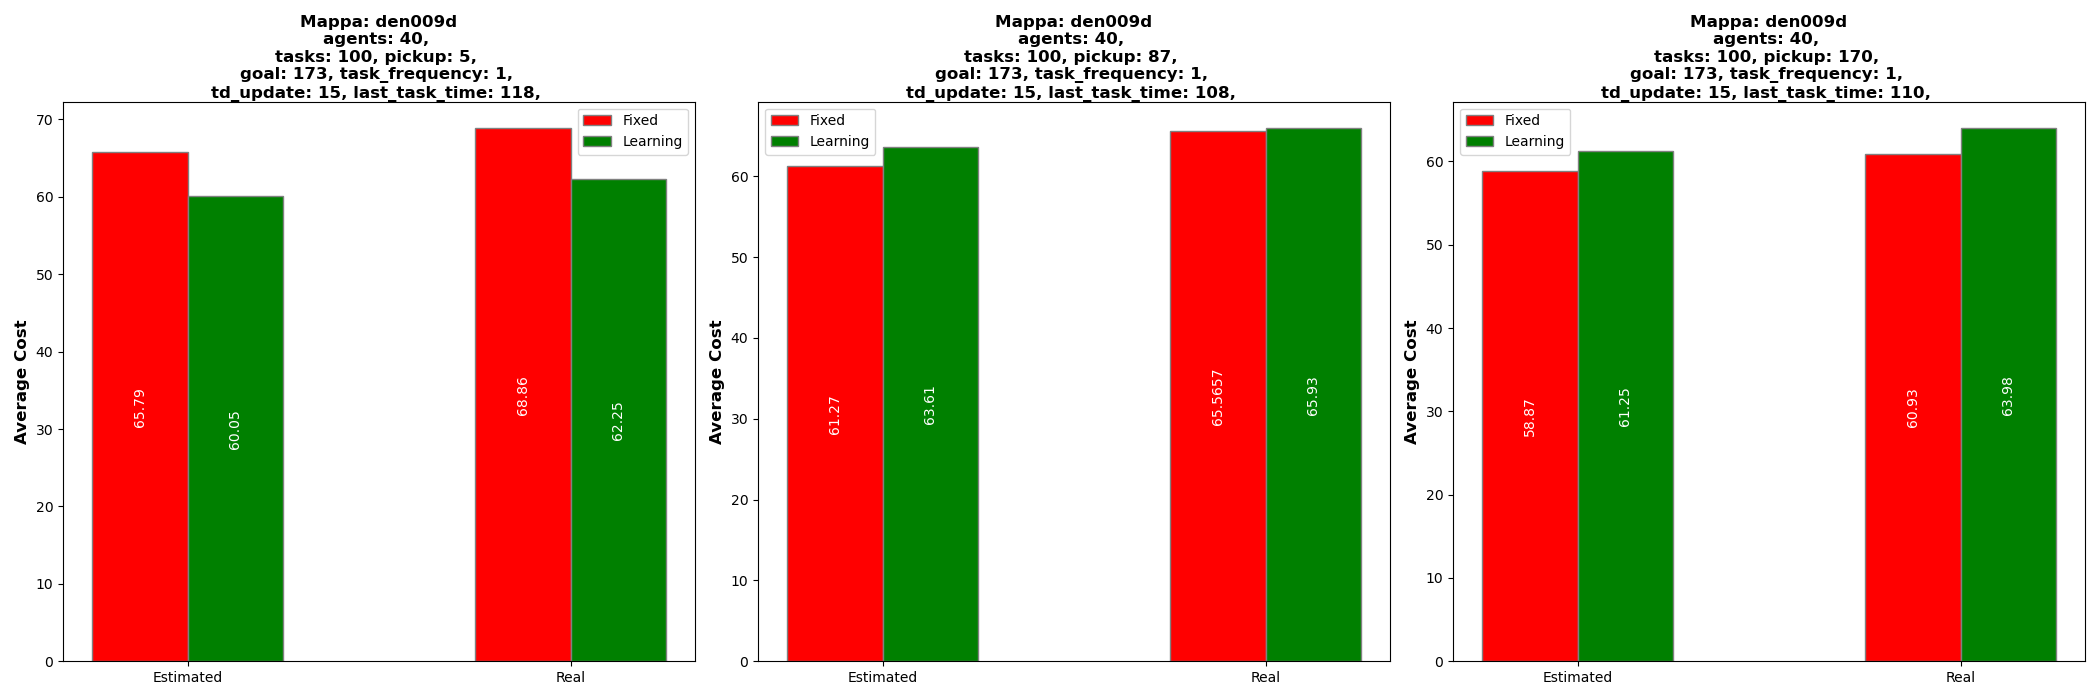 Mappa: den009d
agents: 40,
tasks: 100, pickup: 5,
goal: 173, task_frequency: 1,
td_update: 15, last_task_time: 118,
Fixed
Learning
70
60
50
40
30
20
10
0
Average Cost
65.79
60.05
68.86
62.25
Estimated
Real
Mappa: den009d
agents: 40,
tasks: 100, pickup: 87,
goal: 173, task_frequency: 1,
td_update: 15, last_task_time: 108,
Fixed
Learning
60
50
40
30
20
10
0
Average Cost
61.27
63.61
65.5657
65.93
Estimated
Real
Mappa: den009d
agents: 40,
tasks: 100, pickup: 170,
goal: 173, task_frequency: 1,
td_update: 15, last_task_time: 110,
Fixed
Learning
60
50
40
30
20
10
0
Average Cost
58.87
61.25
60.93
63.98
Estimated
Real